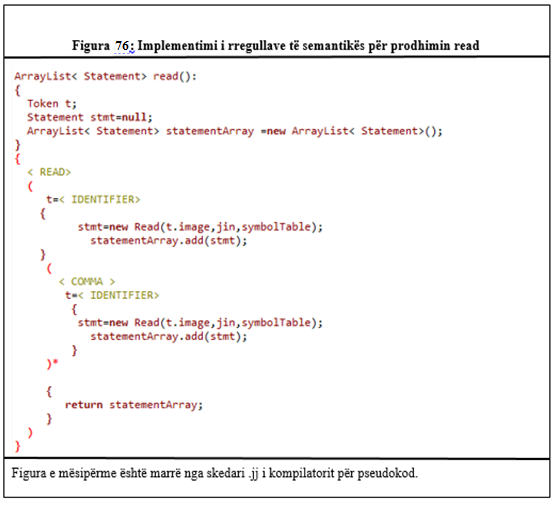 Figura 76: Implementimi i rregullave të semantikës për prodhimin read
ArrayList< Statement> read():
{
Token t;
Statement stmt=null;
ArrayList< Statement> statementArray =new ArrayList< Statement>();
}
{
< READ>
(
t=< IDENTIFIER>
{
stmt=new Read(t.image,jin,symbolTable);
statementArray.add(stmt);
}
(
< COMMA >
t=< IDENTIFIER>
{
stmt=new Read(t.image,jin,symbolTable);
statementArray.add(stmt);
}
)*
{
return statementArray;
}
)
}
Figura e mësipërme është marrë nga skedari .jj i kompilatorit për pseudokod.